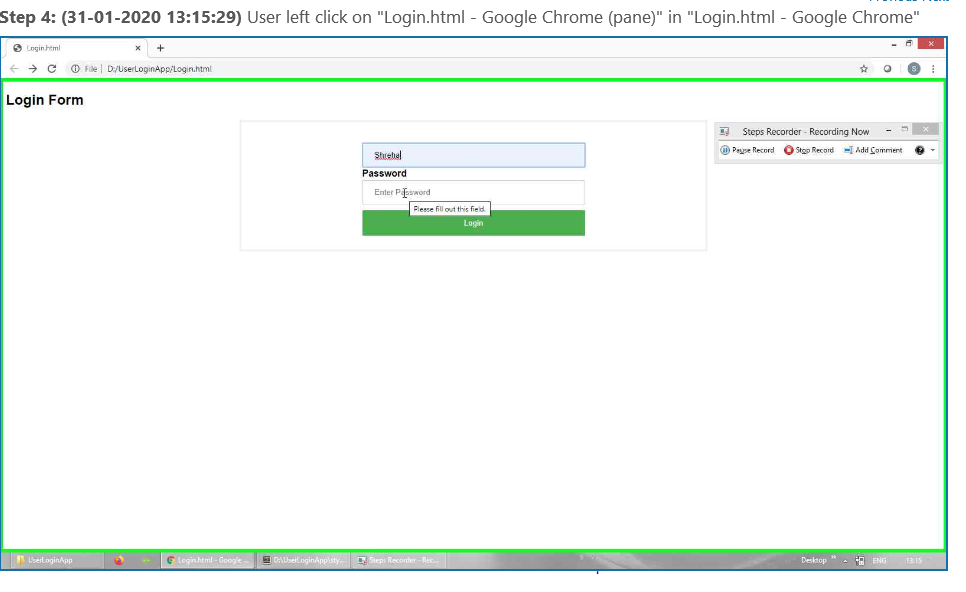 Step 4: (31-01-2020 13:15:29) User left click on "Login.html - Google Chrome (pane)" in "Login.html - Google Chrome"
Login.html
File | D:/UserLoginApp/Login.html
S
Login Form
Steps Recorder - Recording Now
Pause Record Stop Record Add Comment
Password
Enter Password
Please fill out this field.
Login
UserLoginApp Login.html - Google ... D:\UserLoginApp\sty... Steps Recorder - Rec... Desktop ENG 13:15